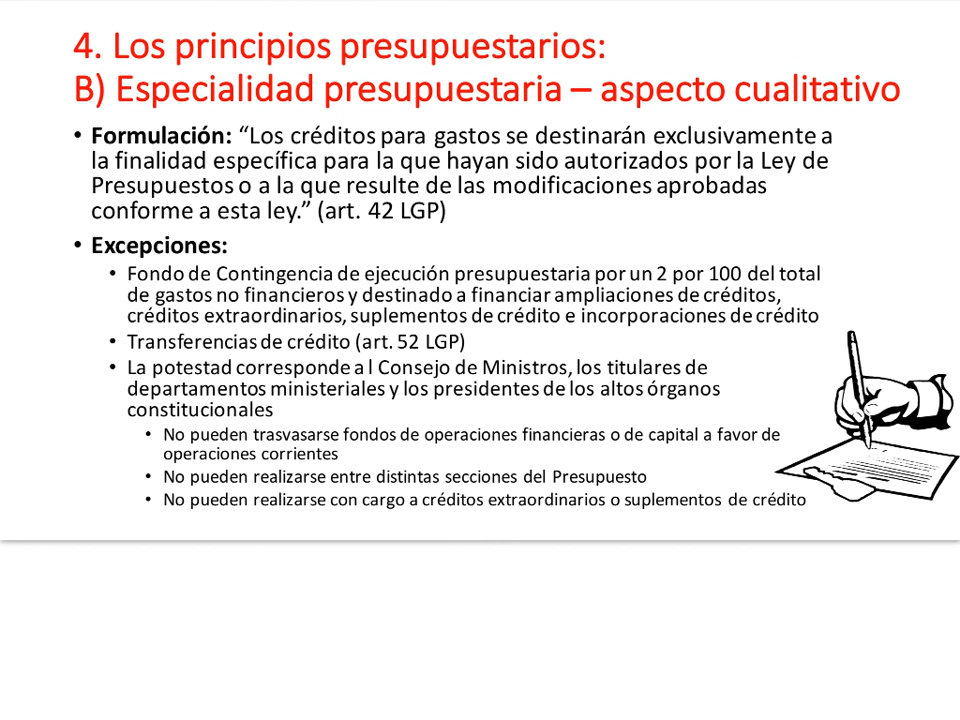 4. Los principios presupuestarios:
B) Especialidad presupuestaria – aspecto cualitativo
• Formulación: “Los créditos para gastos se destinarán exclusivamente a
la finalidad específica para la que hayan sido autorizados por la Ley de
Presupuestos o a la que resulte de las modificaciones aprobadas
conforme a esta ley.” (art. 42 LGP)
• Excepciones:
• Fondo de Contingencia de ejecución presupuestaria por un 2 por 100 del total
de gastos no financieros y destinado a financiar ampliaciones de créditos,
créditos extraordinarios, suplementos de crédito e incorporaciones de crédito
• Transferencias de crédito (art. 52 LGP)
• La potestad corresponde a l Consejo de Ministros, los titulares de
departamentos ministeriales y los presidentes de los altos órganos
constitucionales
• No pueden trasvasarse fondos de operaciones financieras o de capital a favor de
operaciones corrientes
• No pueden realizarse entre distintas secciones del Presupuesto
• No pueden realizarse con cargo a créditos extraordinarios o suplementos de crédito